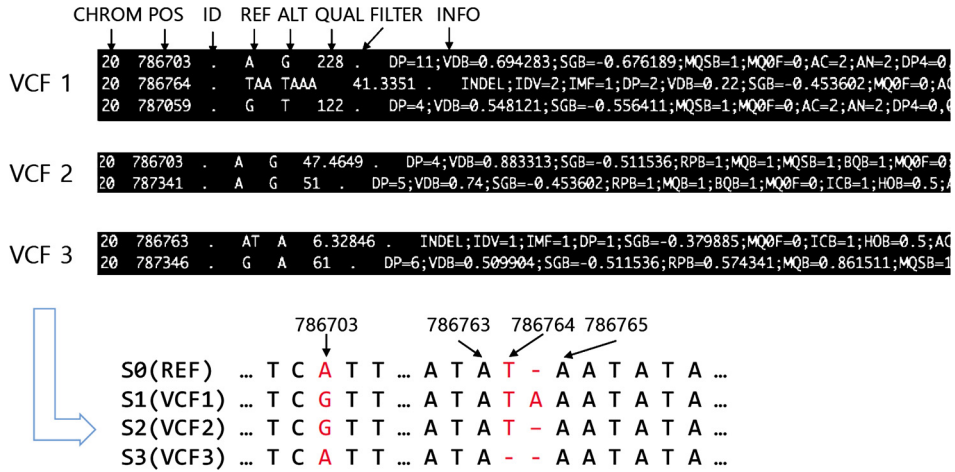 CHROM POS ID REF ALT QUAL FILTER INFO
VCF 1
20 786703 . A G 228 . DP=11;VDB=0.694283;SGB=-0.676189;MQSB=1;MQ0F=0;AC=2;AN=2;DP4=0,
20 786764 . TAA TAAA 41.3351 . INDEL;IDV=2;IMF=1;DP=2;VDB=0.22;SGB=-0.453602;MQ0F=0;AC
20 787059 . G T 122 . DP=4;VDB=0.548121;SGB=-0.556411;MQSB=1;MQ0F=0;AC=2;AN=2;DP4=0,0
VCF 2
20 786703 . A G 47.4649 . DP=4;VDB=0.883313;SGB=-0.511536;RPB=1;MQB=1;MQSB=1;BQB=1;MQ0F=0;
20 787341 . A G 51 . DP=5;VDB=0.74;SGB=-0.453602;RPB=1;MQB=1;BQB=1;MQ0F=0;ICB=1;HOB=0.5;A
VCF 3
20 786763 . AT A 6.32846 . INDEL;IDV=1;IMF=1;DP=1;SGB=-0.379885;MQ0F=0;ICB=1;HOB=0.5;AC
20 787346 . G A 61 . DP=6;VDB=0.509904;SGB=-0.511536;RPB=0.574341;MQB=0.861511;MQSB=1
786703 786763 786764 786765
S0(REF) … T C A T T … A T A T - A A T A T A …
S1(VCF1) … T C G T T … A T A T A A A T A T A …
S2(VCF2) … T C G T T … A T A T - A A T A T A …
S3(VCF3) … T C A T T … A T A - - A A T A T A …